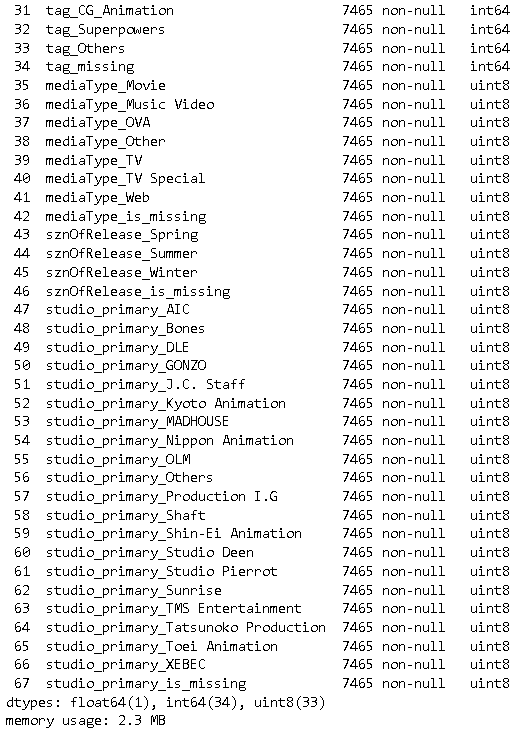 31 tag_CG_Animation 7465 non-null int64
32 tag_Superpowers 7465 non-null int64
33 tag_Others 7465 non-null int64
34 tag_missing 7465 non-null int64
35 mediaType_Movie 7465 non-null uint8
36 mediaType_Music Video 7465 non-null uint8
37 mediaType_OVA 7465 non-null uint8
38 mediaType_Other 7465 non-null uint8
39 mediaType_TV 7465 non-null uint8
40 mediaType_TV Special 7465 non-null uint8
41 mediaType_Web 7465 non-null uint8
42 mediaType_is_missing 7465 non-null uint8
43 sznOfRelease_Spring 7465 non-null uint8
44 sznOfRelease_Summer 7465 non-null uint8
45 sznOfRelease_Winter 7465 non-null uint8
46 sznOfRelease_is_missing 7465 non-null uint8
47 studio_primary_AIC 7465 non-null uint8
48 studio_primary_Bones 7465 non-null uint8
49 studio_primary_DLE 7465 non-null uint8
50 studio_primary_GONZO 7465 non-null uint8
51 studio_primary_J.C. Staff 7465 non-null uint8
52 studio_primary_Kyoto Animation 7465 non-null uint8
53 studio_primary_MADHOUSE 7465 non-null uint8
54 studio_primary_Nippon Animation 7465 non-null uint8
55 studio_primary_OLM 7465 non-null uint8
56 studio_primary_Others 7465 non-null uint8
57 studio_primary_Production I.G 7465 non-null uint8
58 studio_primary_Shaft 7465 non-null uint8
59 studio_primary_Shin-Ei Animation 7465 non-null uint8
60 studio_primary_Studio Deen 7465 non-null uint8
61 studio_primary_Studio Pierrot 7465 non-null uint8
62 studio_primary_Sunrise 7465 non-null uint8
63 studio_primary_TMS Entertainment 7465 non-null uint8
64 studio_primary_Tatsunoko Production 7465 non-null uint8
65 studio_primary_Toei Animation 7465 non-null uint8
66 studio_primary_XEBEC 7465 non-null uint8
67 studio_primary_is_missing 7465 non-null uint8
dtypes: float64(1), int64(34), uint8(33)
memory usage: 2.3 MB